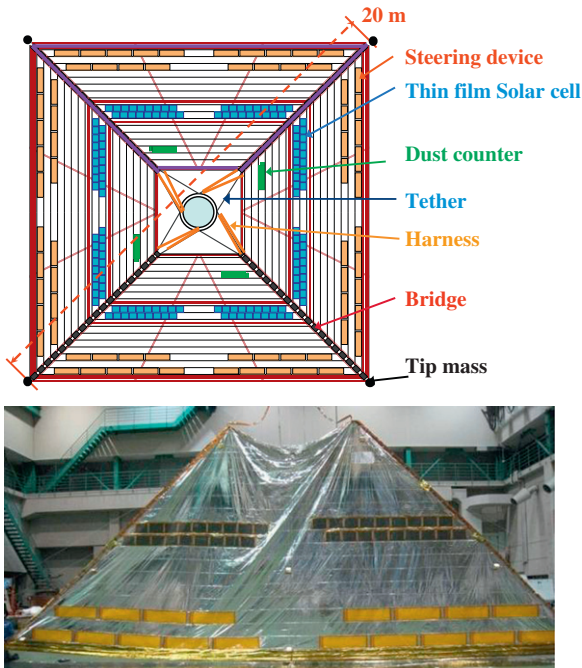 20 m
Steering device
Thin film Solar cell
Dust counter
Tether
Harness
Bridge
Tip mass